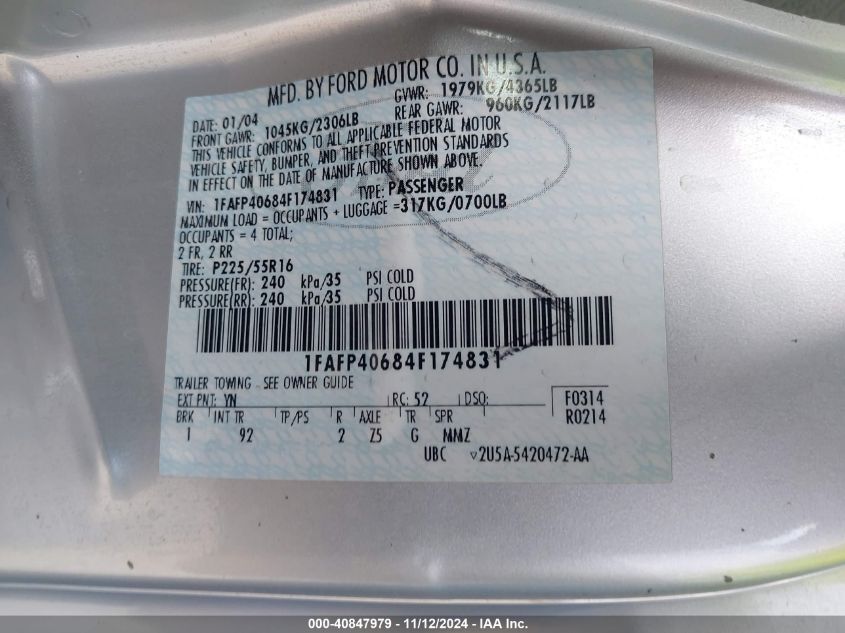 MFD. BY FORD MOTOR CO. IN U.S.A.
DATE: 01/04 GVWR: 1979KG/4365LB
FRONT GAWR: 1045KG/2306LB REAR GAWR: 960KG/2117LB
THIS VEHICLE CONFORMS TO ALL APPLICABLE FEDERAL MOTOR
VEHICLE SAFETY, BUMPER, AND THEFT PREVENTION STANDARDS
IN EFFECT ON THE DATE OF MANUFACTURE SHOWN ABOVE.
VIN: 1FAFP40684F174831 TYPE: PASSENGER
MAXIMUM LOAD = OCCUPANTS + LUGGAGE =317KG/0700LB
OCCUPANTS = 4 TOTAL;
2 FR, 2 RR
TIRE: P225/55R16
PRESSURE(FR): 240 kPa/35 PSI COLD
PRESSURE(RR): 240 kPa/35 PSI COLD
1FAFP40684F174831
TRAILER TOWING - SEE OWNER GUIDE
EXT PNT: YN RC: 52 DSO: F0314
BRK INT TR TP/PS R AXLE TR SPR R0214
1 92 2 Z5 G MMZ
UBC ▽2U5A-5420472-AA
000-40847979 - 11/12/2024 - IAA Inc.